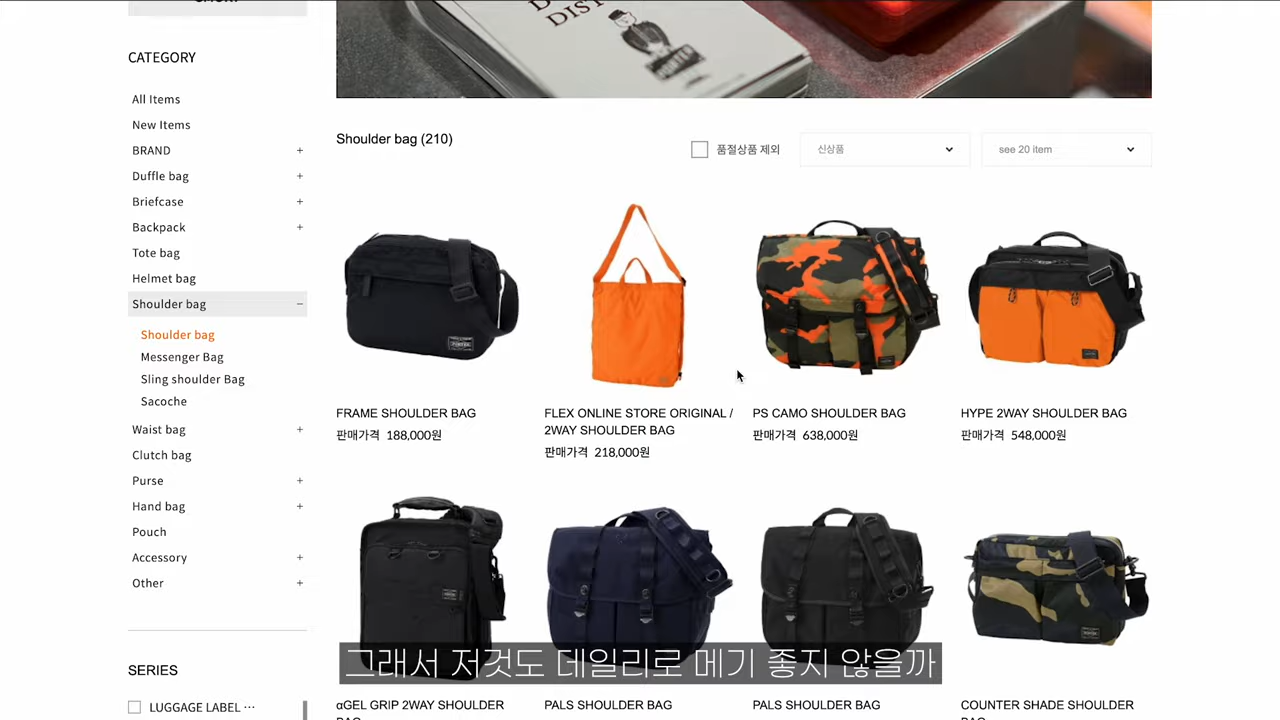 CATEGORY
All Items
New Items
BRAND +
Duffle bag +
Briefcase +
Backpack +
Tote bag
Helmet bag
Shoulder bag −
Shoulder bag
Messenger Bag
Sling shoulder Bag
Sacoche
Waist bag +
Clutch bag
Purse +
Hand bag +
Pouch
Accessory +
Other +
SERIES
LUGGAGE LABEL ···
Shoulder bag (210)
품절상품 제외
신상품
see 20 item
FRAME SHOULDER BAG
판매가격 188,000원
FLEX ONLINE STORE ORIGINAL /
2WAY SHOULDER BAG
판매가격 218,000원
PS CAMO SHOULDER BAG
판매가격 638,000원
HYPE 2WAY SHOULDER BAG
판매가격 548,000원
αGEL GRIP 2WAY SHOULDER
PALS SHOULDER BAG
PALS SHOULDER BAG
COUNTER SHADE SHOULDER
그래서 저것도 데일리로 메기 좋지 않을까